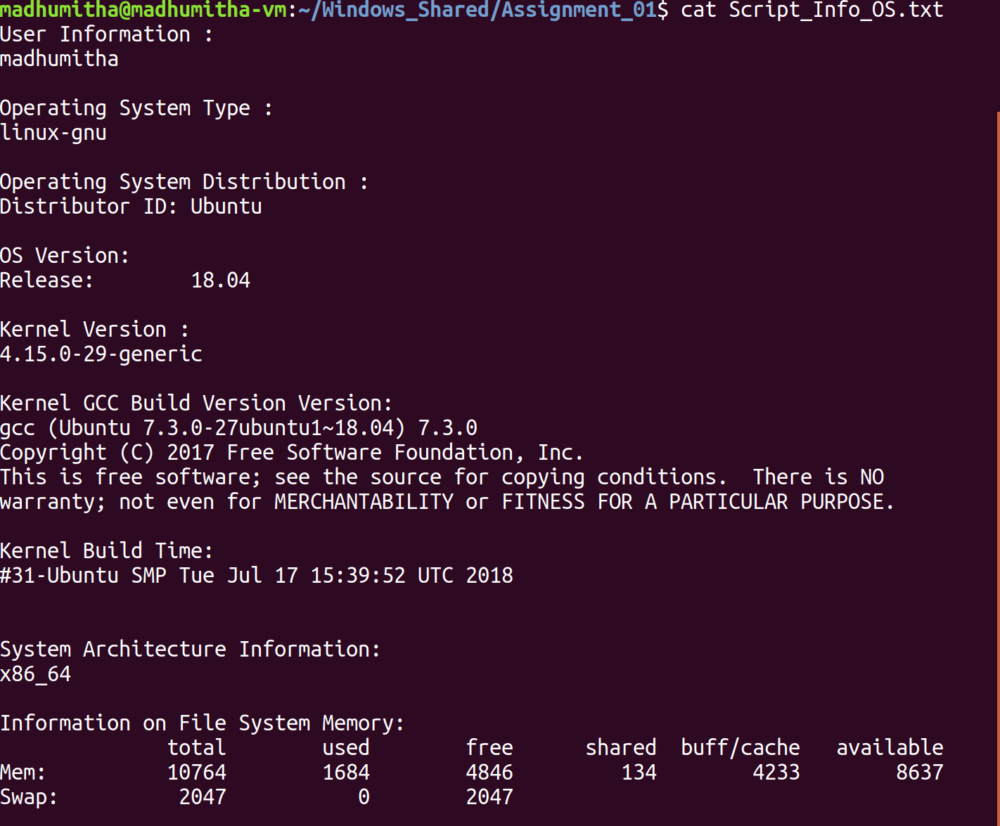 madhumitha@madhumitha-vm:~/Windows_Shared/Assignment_01$ cat Script_Info_OS.txt
User Information :
madhumitha

Operating System Type :
linux-gnu

Operating System Distribution :
Distributor ID: Ubuntu

OS Version:
Release:        18.04

Kernel Version :
4.15.0-29-generic

Kernel GCC Build Version Version:
gcc (Ubuntu 7.3.0-27ubuntu1~18.04) 7.3.0
Copyright (C) 2017 Free Software Foundation, Inc.
This is free software; see the source for copying conditions.  There is NO
warranty; not even for MERCHANTABILITY or FITNESS FOR A PARTICULAR PURPOSE.

Kernel Build Time:
#31-Ubuntu SMP Tue Jul 17 15:39:52 UTC 2018


System Architecture Information:
x86_64

Information on File System Memory:
              total        used        free      shared  buff/cache   available
Mem:          10764        1684        4846         134        4233        8637
Swap:          2047           0        2047